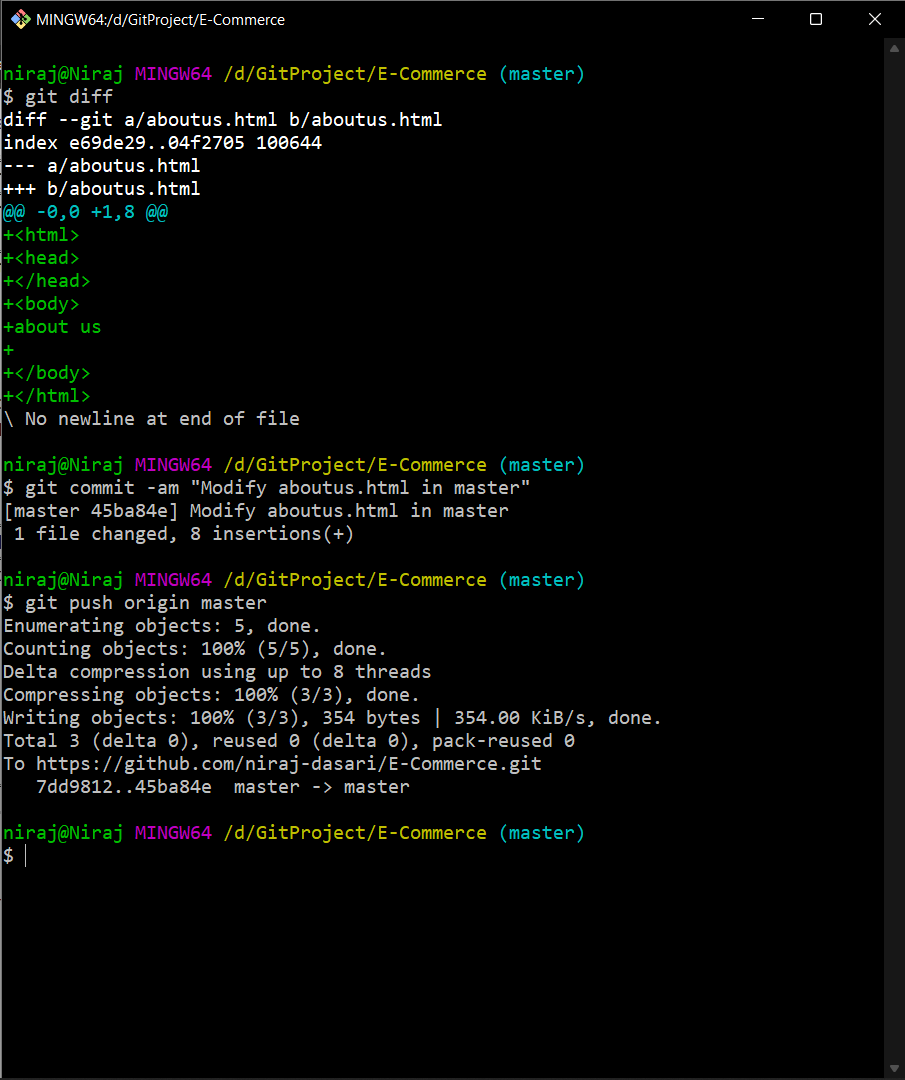 MINGW64:/d/GitProject/E-Commerce
niraj@Niraj MINGW64 /d/GitProject/E-Commerce (master)
$ git diff
diff --git a/aboutus.html b/aboutus.html
index e69de29..04f2705 100644
--- a/aboutus.html
+++ b/aboutus.html
@@ -0,0 +1,8 @@
+<html>
+<head>
+</head>
+<body>
+about us
+
+</body>
+</html>
\ No newline at end of file
niraj@Niraj MINGW64 /d/GitProject/E-Commerce (master)
$ git commit -am "Modify aboutus.html in master"
[master 45ba84e] Modify aboutus.html in master
 1 file changed, 8 insertions(+)
niraj@Niraj MINGW64 /d/GitProject/E-Commerce (master)
$ git push origin master
Enumerating objects: 5, done.
Counting objects: 100% (5/5), done.
Delta compression using up to 8 threads
Compressing objects: 100% (3/3), done.
Writing objects: 100% (3/3), 354 bytes | 354.00 KiB/s, done.
Total 3 (delta 0), reused 0 (delta 0), pack-reused 0
To https://github.com/niraj-dasari/E-Commerce.git
   7dd9812..45ba84e  master -> master
niraj@Niraj MINGW64 /d/GitProject/E-Commerce (master)
$